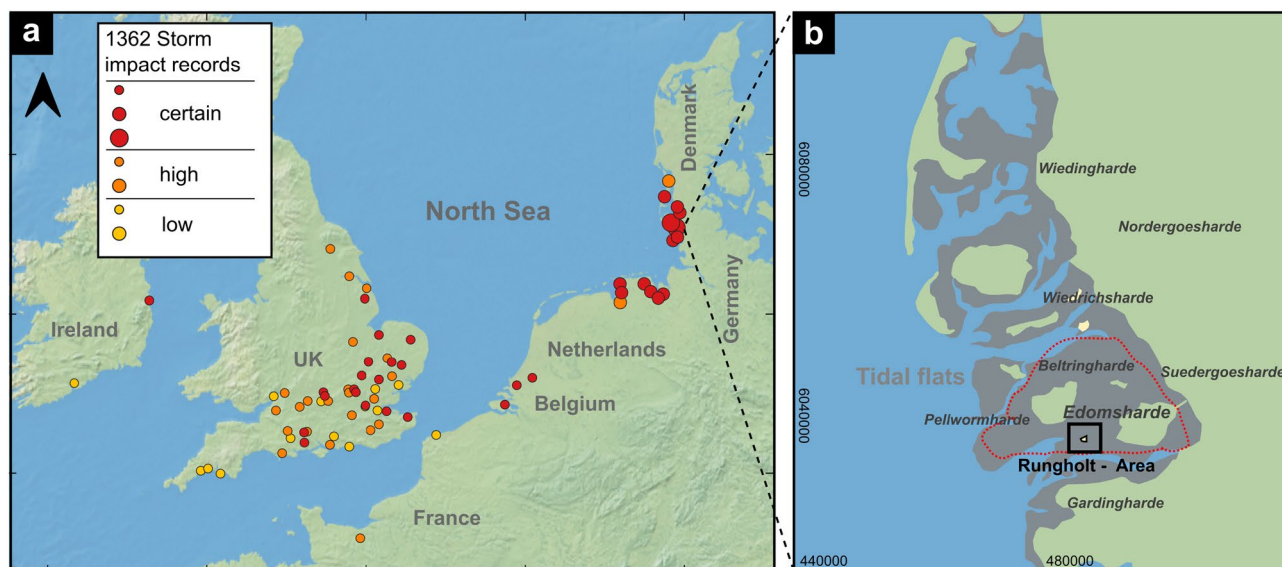 a
1362 Storm
impact records
certain
high
low
North Sea
Denmark
Germany
Ireland
UK
Netherlands
Belgium
France
b
6080000
6040000
Wiedingharde
Nordergoesharde
Wiedrichsharde
Beltringharde
Suedergoesharde
Tidal flats
Pellwormharde
Edomsharde
Rungholt - Area
Gardingharde
440000
480000